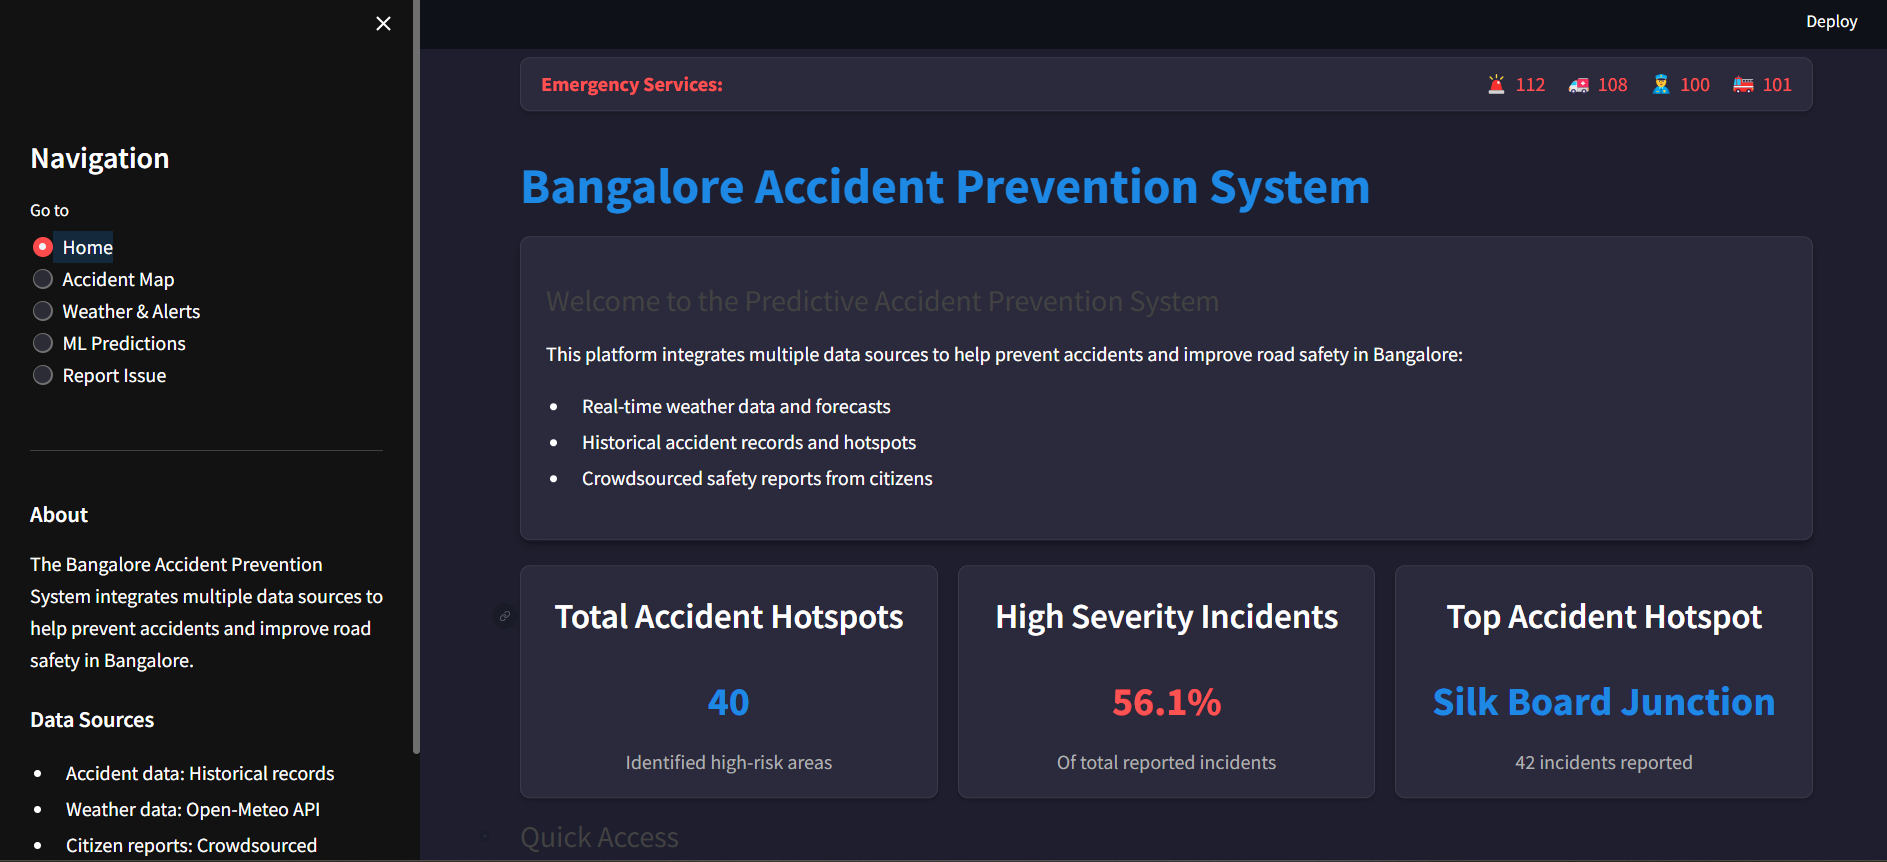 Navigation
Go to
Home
Accident Map
Weather & Alerts
ML Predictions
Report Issue
About
The Bangalore Accident Prevention
System integrates multiple data sources to
help prevent accidents and improve road
safety in Bangalore.
Data Sources
Accident data: Historical records
Weather data: Open-Meteo API
Citizen reports: Crowdsourced
Deploy
Emergency Services:
112 108 100 101
Bangalore Accident Prevention System
Welcome to the Predictive Accident Prevention System
This platform integrates multiple data sources to help prevent accidents and improve road safety in Bangalore:
Real-time weather data and forecasts
Historical accident records and hotspots
Crowdsourced safety reports from citizens
Total Accident Hotspots
40
Identified high-risk areas
High Severity Incidents
56.1%
Of total reported incidents
Top Accident Hotspot
Silk Board Junction
42 incidents reported
Quick Access